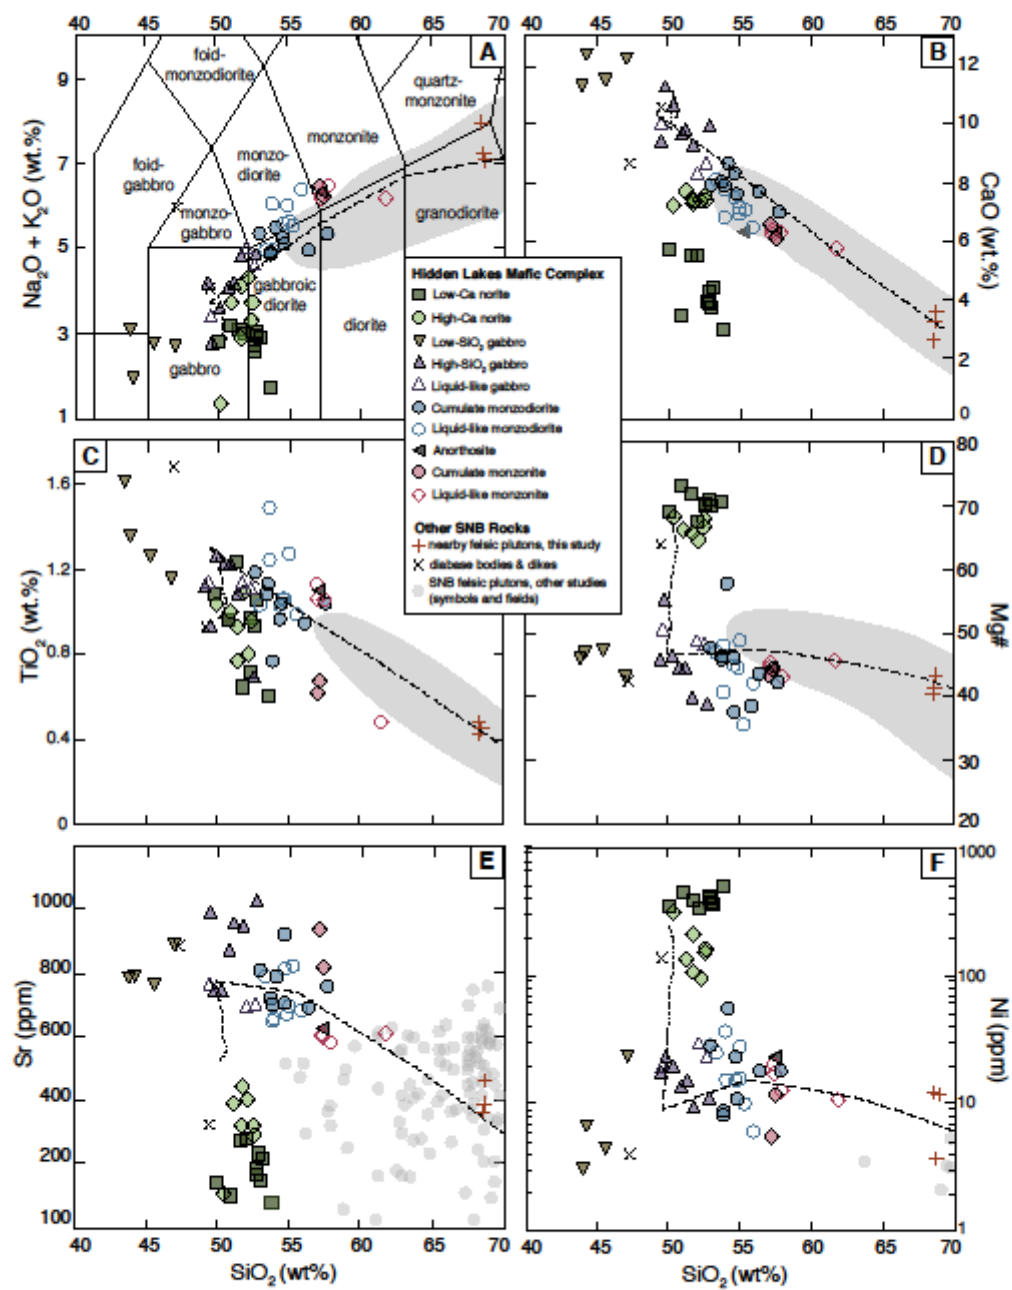 40 45 50 55 60 65 70
40 45 50 55 60 65 70
A
B
foid-
monzodiorite
quartz-
monzonite
monzonite
monzo-
diorite
foid-
gabbro
monzo-
gabbro
granodiorite
gabbroic
diorite
diorite
gabbro
9
7
5
3
1
Na₂O + K₂O (wt.%)
12
10
8
6
4
2
0
CaO (wt.%)
Hidden Lakes Mafic Complex
Low-Ca norite
High-Ca norite
Low-SiO₂ gabbro
High-SiO₂ gabbro
Liquid-like gabbro
Cumulate monzodiorite
Liquid-like monzodiorite
Anorthosite
Cumulate monzonite
Liquid-like monzonite
Other SNB Rocks
nearby felsic plutons, this study
diabase bodies & dikes
SNB felsic plutons, other studies
(symbols and fields)
C
1.6
1.2
0.8
0.4
0
TiO₂ (wt.%)
D
80
70
60
50
40
30
20
Mg#
E
1000
800
600
400
200
100
Sr (ppm)
F
1000
100
10
1
Ni (ppm)
40 45 50 55 60 65 70
40 45 50 55 60 65 70
SiO₂ (wt%)
SiO₂ (wt%)